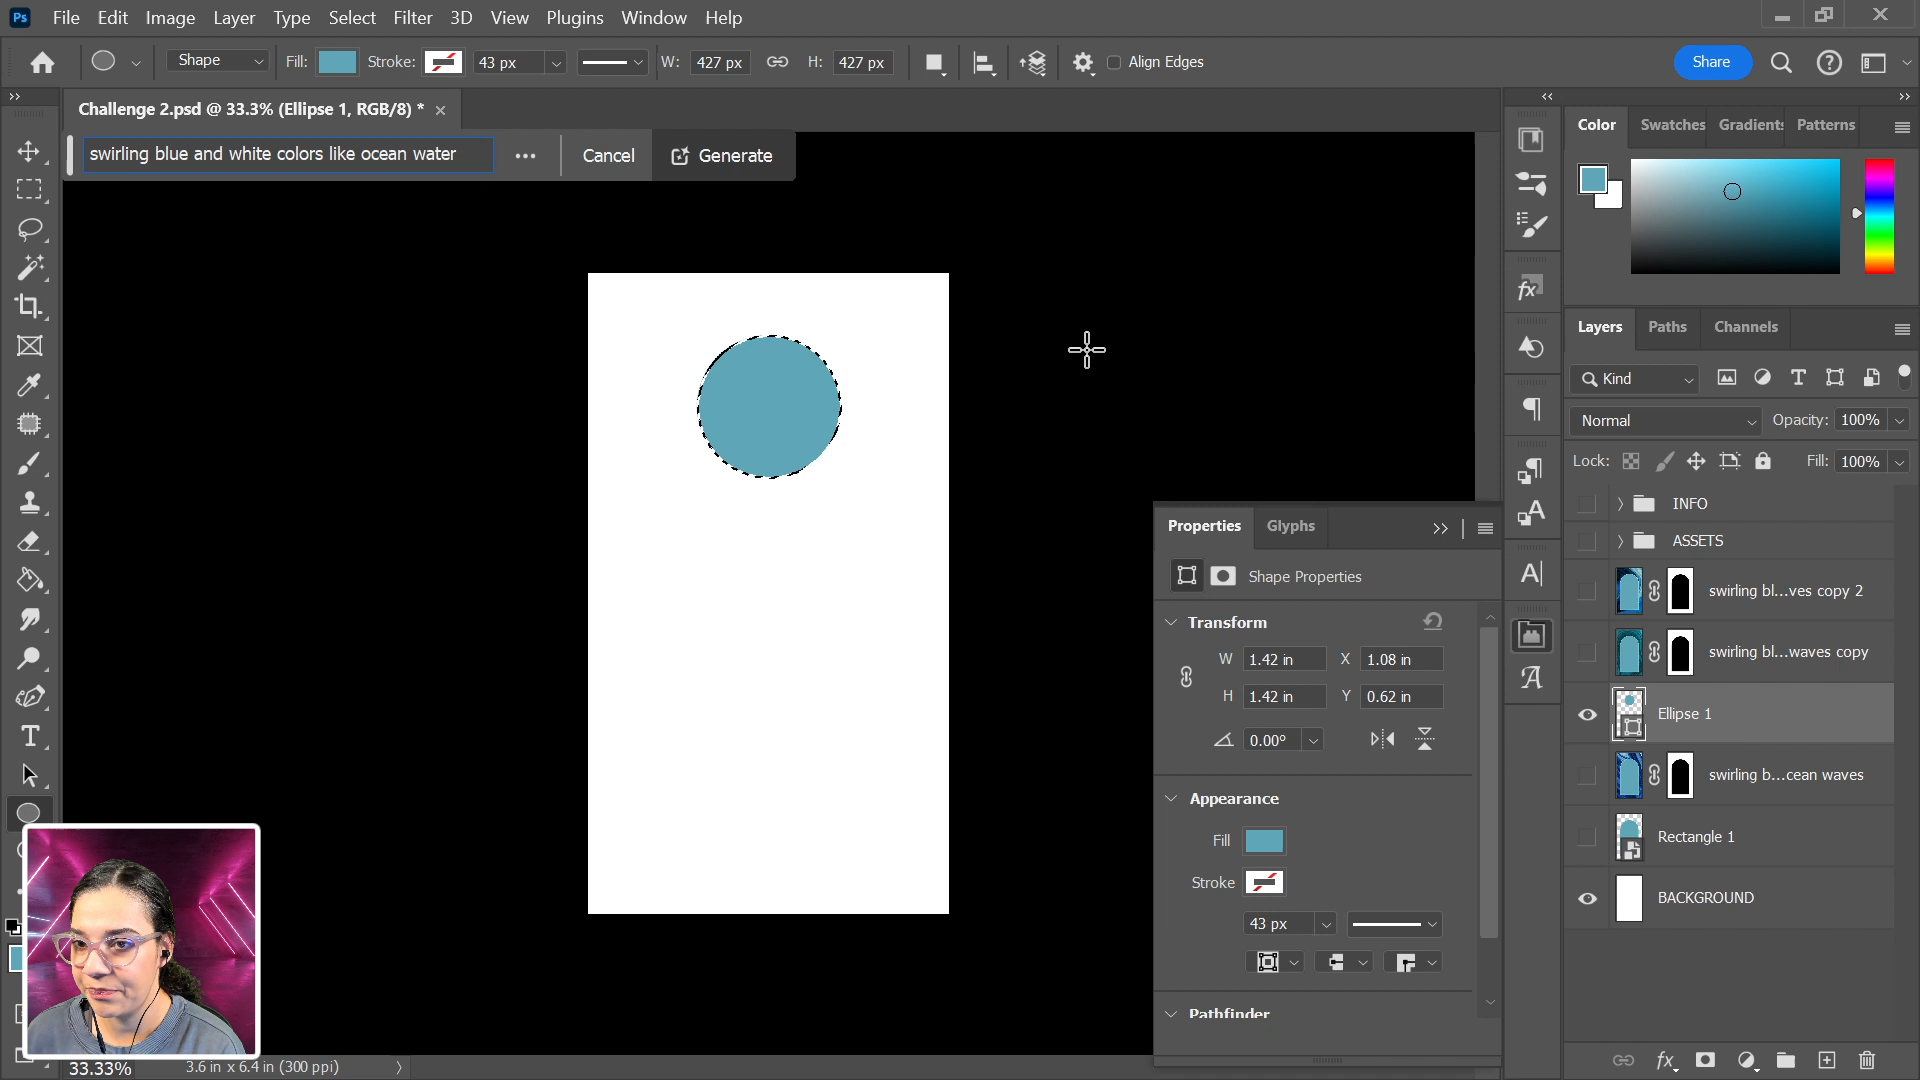 Ps File Edit Image Layer Type Select Filter 3D View Plugins Window Help
Shape Fill: Stroke: 43 px W: 427 px H: 427 px Align Edges Share
Challenge 2.psd @ 33.3% (Ellipse 1, RGB/8) *
swirling blue and white colors like ocean water
Cancel
Generate
Color Swatches Gradients Patterns
Layers Paths Channels
Kind
Normal Opacity: 100%
Lock: Fill: 100%
INFO
ASSETS
swirling bl...ves copy 2
swirling bl...waves copy
Ellipse 1
swirling b...cean waves
Rectangle 1
BACKGROUND
Properties Glyphs
Shape Properties
Transform
W 1.42 in X 1.08 in
H 1.42 in Y 0.62 in
0.00°
Appearance
Fill
Stroke
43 px
Pathfinder
33.33% 3.6 in x 6.4 in (300 ppi)